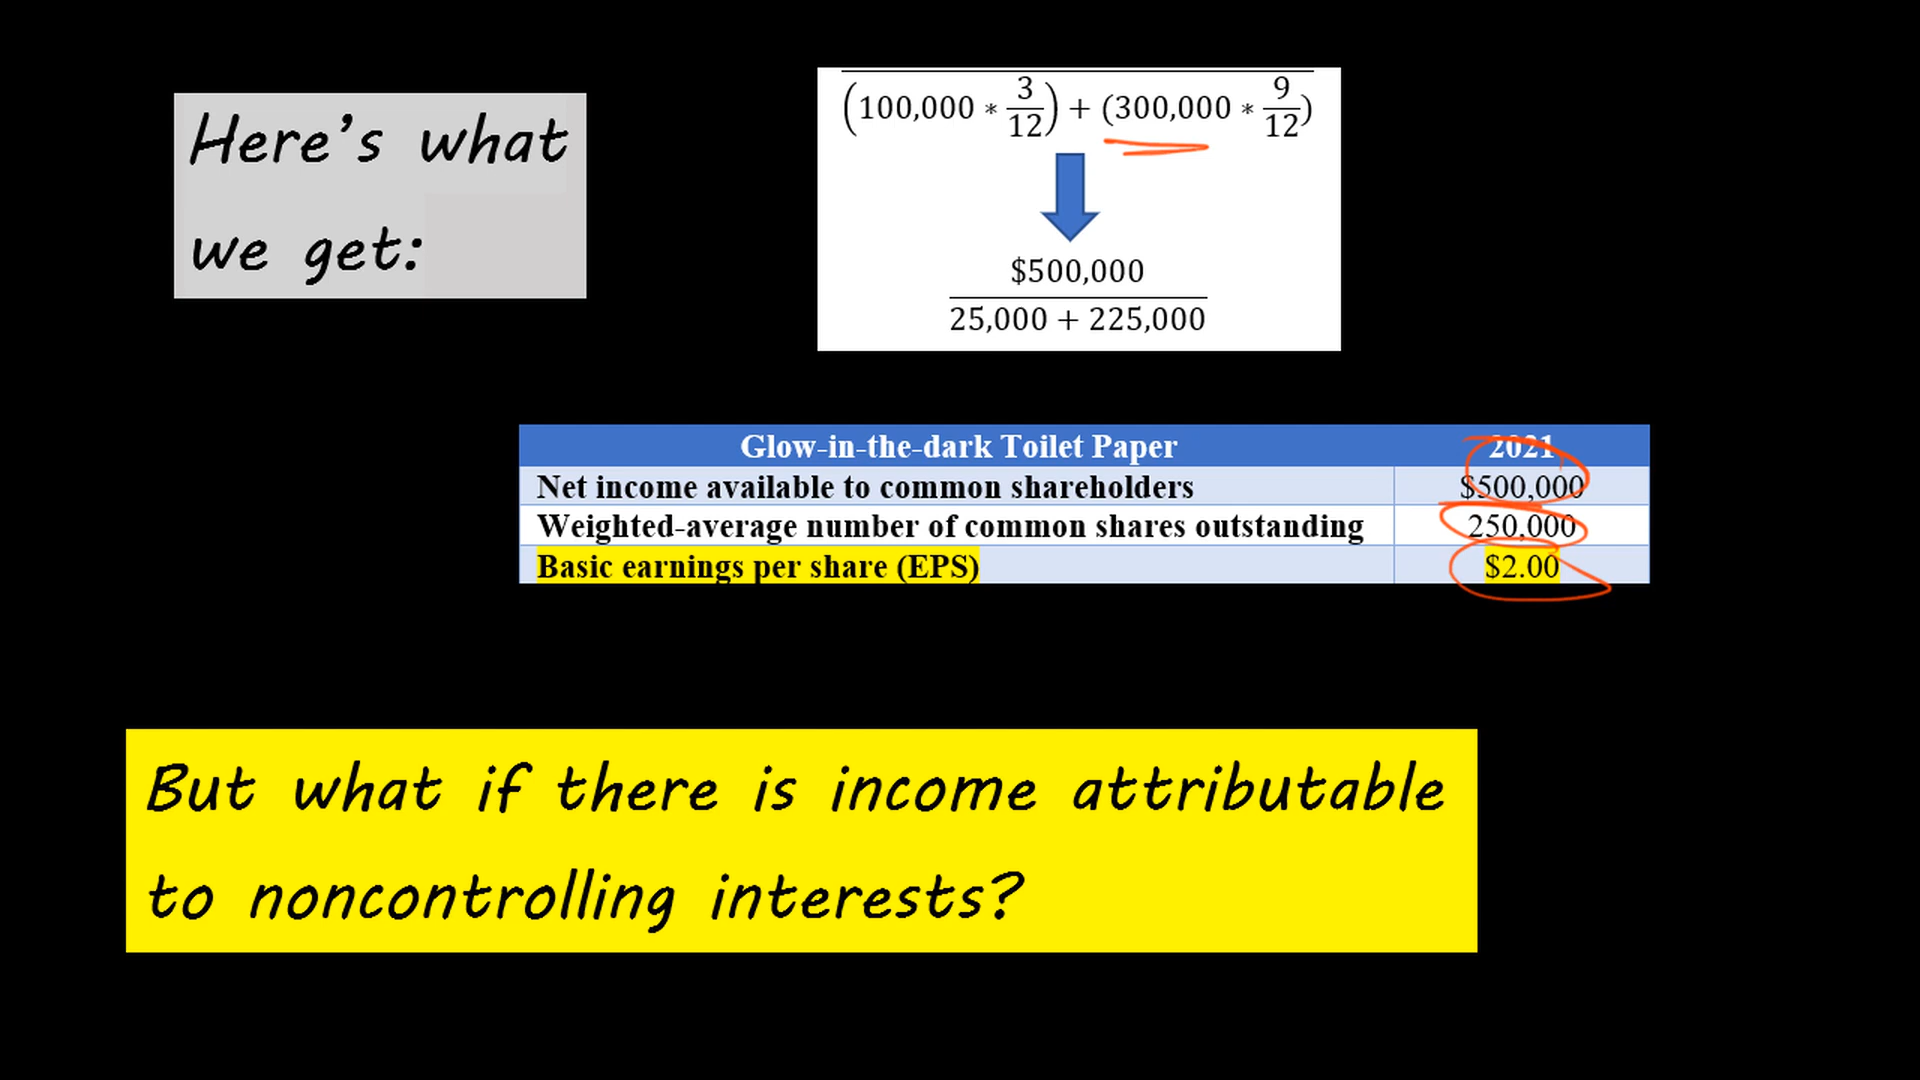 Here's what
we get:
(100,000 * 3/12) + (300,000 * 9/12)
$500,000
25,000 + 225,000
Glow-in-the-dark Toilet Paper 2021
Net income available to common shareholders $500,000
Weighted-average number of common shares outstanding 250,000
Basic earnings per share (EPS) $2.00
But what if there is income attributable
to noncontrolling interests?